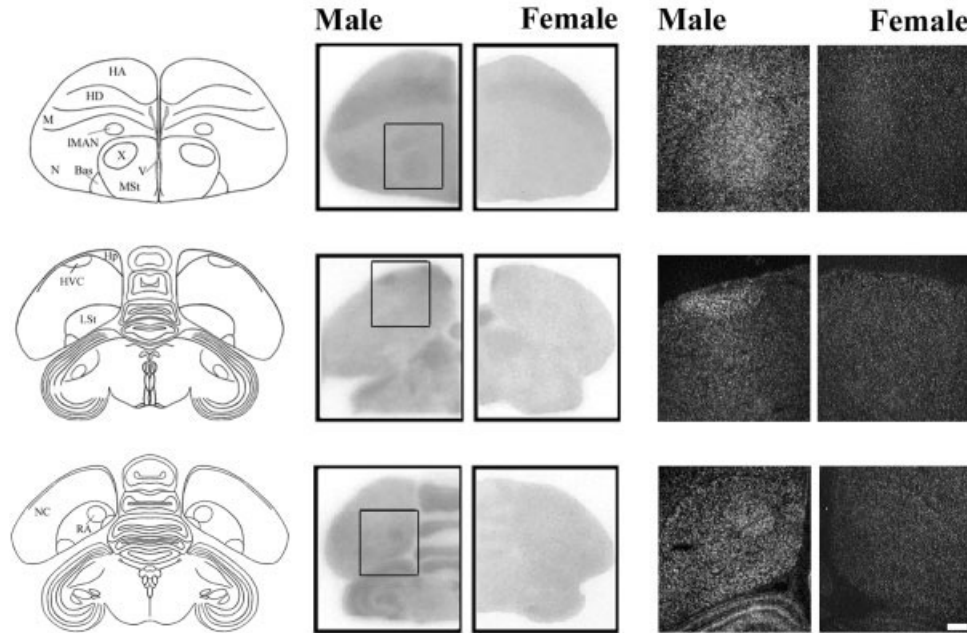 Male Female Male Female
HA
HD
M
lMAN
X
N Bas V
MSt
Hp
HVC
LSt
NC
RA